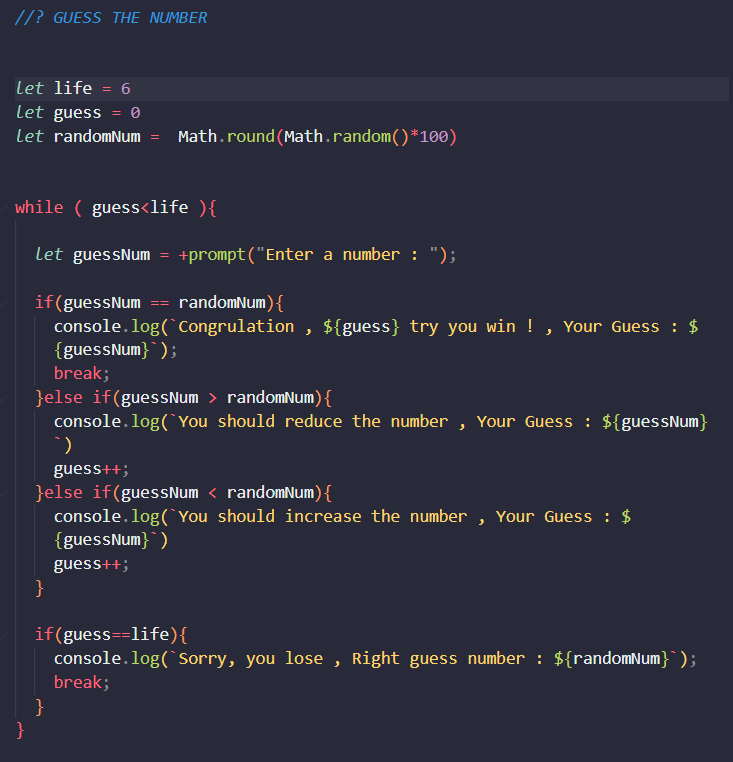 //? GUESS THE NUMBER
let life = 6
let guess = 0
let randomNum =  Math.round(Math.random()*100)
while ( guess<life ){
let guessNum = +prompt("Enter a number : ");
if(guessNum == randomNum){
console.log(`Congrulation , ${guess} try you win ! , Your Guess : $
{guessNum}`);
break;
}else if(guessNum > randomNum){
console.log(`You should reduce the number , Your Guess : ${guessNum}
`)
guess++;
}else if(guessNum < randomNum){
console.log(`You should increase the number , Your Guess : $
{guessNum}`)
guess++;
}
if(guess==life){
console.log(`Sorry, you lose , Right guess number : ${randomNum}`);
break;
}
}